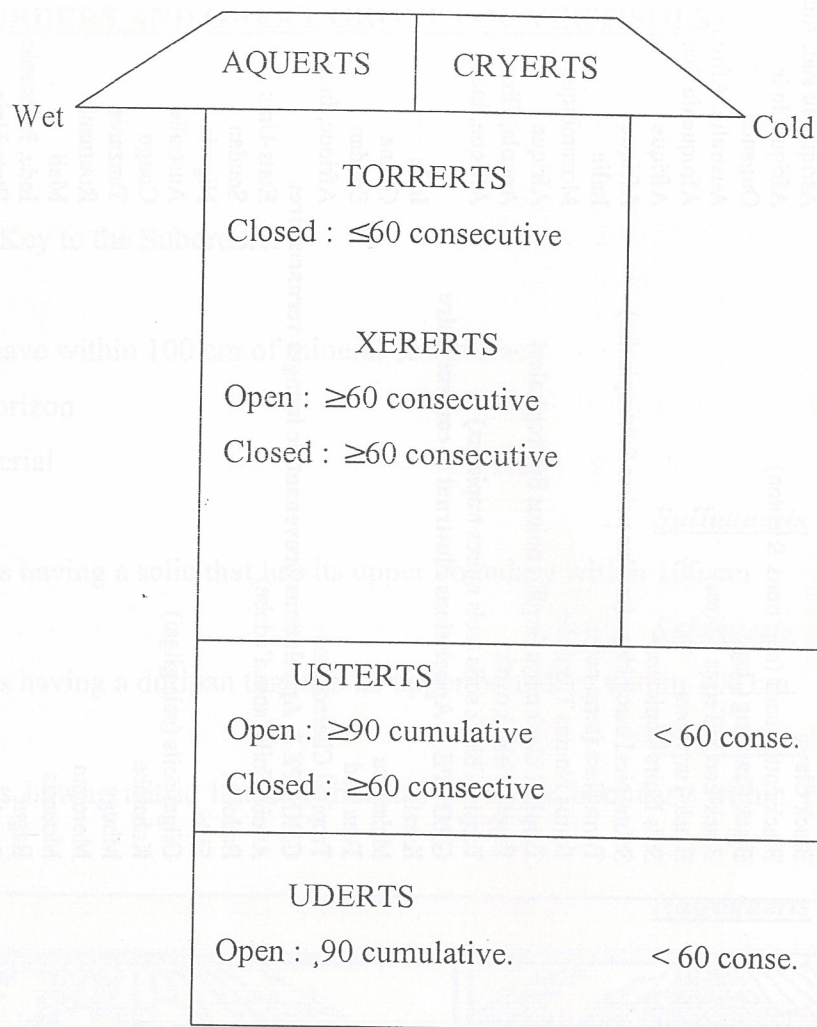 AQUERTS CRYERTS
Wet Cold
TORRERTS
Closed : ≤60 consecutive
XERERTS
Open : ≥60 consecutive
Closed : ≥60 consecutive
USTERTS
Open : ≥90 cumulative < 60 conse.
Closed : ≥60 consective
UDERTS
Open : ,90 cumulative. < 60 conse.